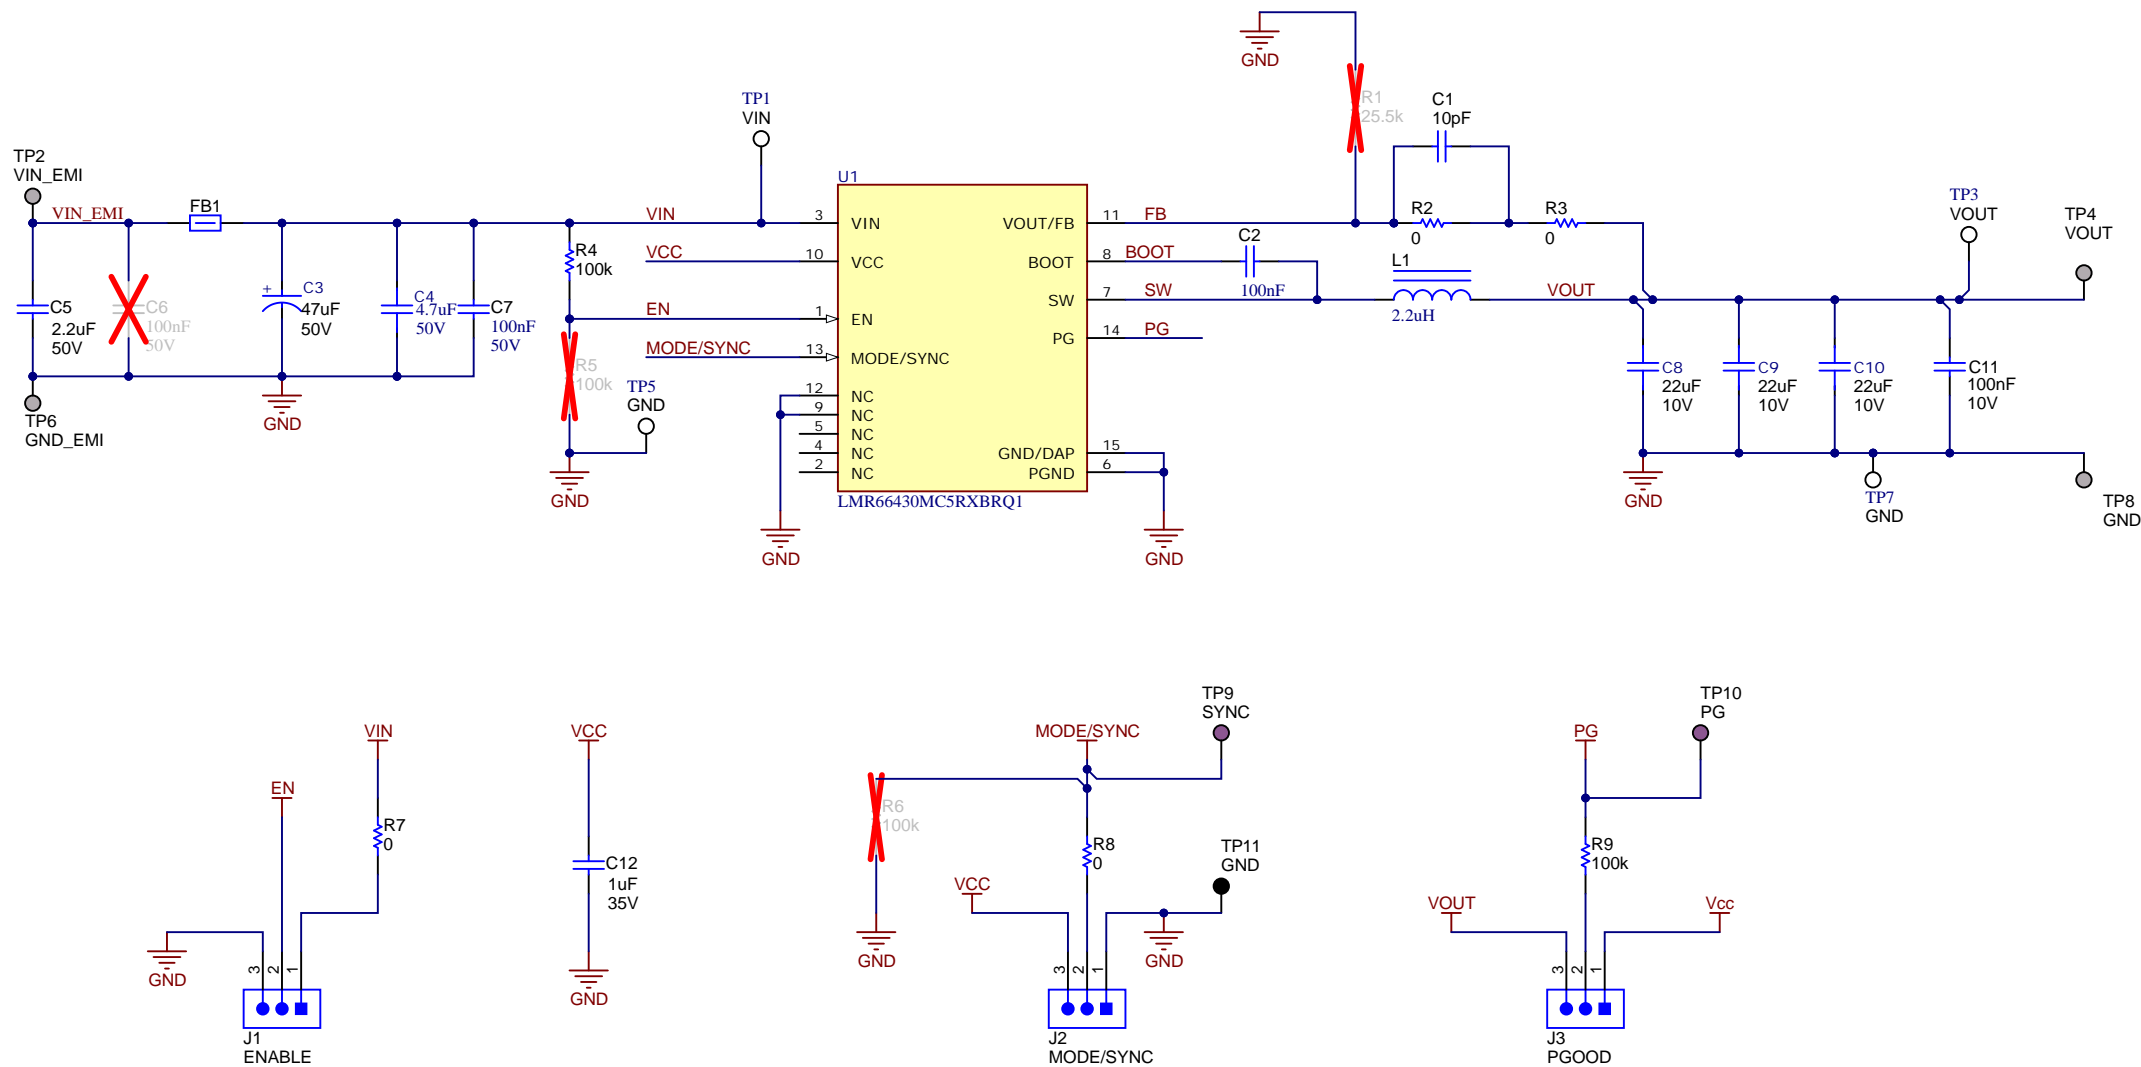 GND
R1
25.5k
C1
10pF
TP1
VIN
TP2
VIN_EMI
VIN_EMI
FB1
C5
2.2uF
50V
C6
100nF
50V
+
C3
47uF
50V
C4
4.7uF
50V
C7
100nF
50V
TP6
GND_EMI
GND
R4
100k
R5
100k
TP5
GND
GND
VIN
VCC
EN
MODE/SYNC
U1
3
VIN
10
VCC
1
EN
13
MODE/SYNC
12
NC
9
NC
5
NC
4
NC
2
NC
VOUT/FB
11
FB
BOOT
8
BOOT
SW
7
SW
PG
14
PG
GND/DAP
15
PGND
6
LMR66430MC5RXBRQ1
GND
GND
C2
100nF
R2
0
R3
0
L1
2.2uH
VOUT
TP3
VOUT
TP4
VOUT
C8
22uF
10V
C9
22uF
10V
C10
22uF
10V
C11
100nF
10V
GND
TP7
GND
TP8
GND
VIN
EN
R7
0
GND
3
2
1
J1
ENABLE
VCC
C12
1uF
35V
GND
MODE/SYNC
TP9
SYNC
R6
100k
GND
R8
0
VCC
TP11
GND
GND
3
2
1
J2
MODE/SYNC
PG
TP10
PG
R9
100k
VOUT
Vcc
3
2
1
J3
PGOOD